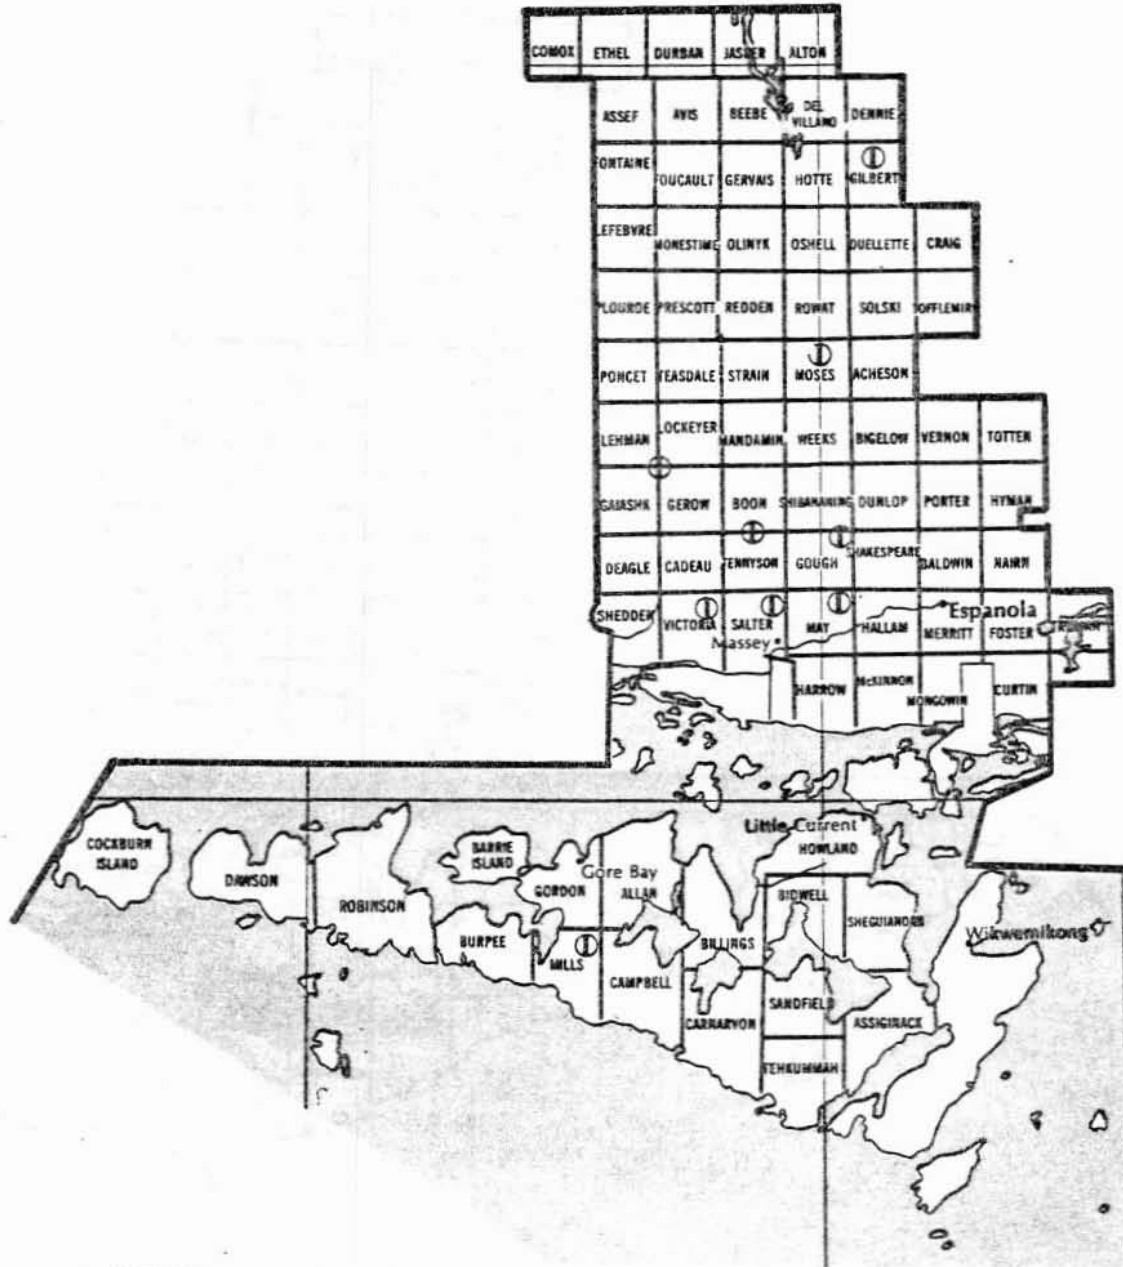 COMOX ETHEL DURBAN JASPER ALTON
ASSEF AVIS BEEBE DEL VILLANO DENNIE
FONTAINE FOUCAULT GERVAIS HOTTE GILBERT
LEFEBVRE MONESTIME OLINYK OSHELL OUELLETTE CRAIG
PLOURDE PRESCOTT REDDEN ROWAT SOLSKI TOFFLEMIRE
PONCET TEASDALE STRAIN MOSES ACHESON
LEHMAN LOCKEYER MANDAMIN WEEKS BIGELOW VERNON TOTTEN
GAIASHK GEROW BOON SHIBANANING DUNLOP PORTER HYMAN
DEAGLE CADEAU TENNYSON GOUGH SHAKESPEARE BALDWIN NAIRN
SHEDDEN VICTORIA SALTER MAY HALLAM MERRITT FOSTER
Espanola
Massey
HARROW McKINNON MONGOWIN CURTIN
Little Current
HOWLAND
COCKBURN ISLAND
DAWSON
ROBINSON
BARRIE ISLAND
GORDON
Gore Bay
ALLAN
BIDWELL
SHEGUIANDAH
Wikwemikong
BURPEE
MILLS
BILLINGS
CAMPBELL
SANDFIELD
CARNARVON
ASSIGINACK
TEHKUMMAH